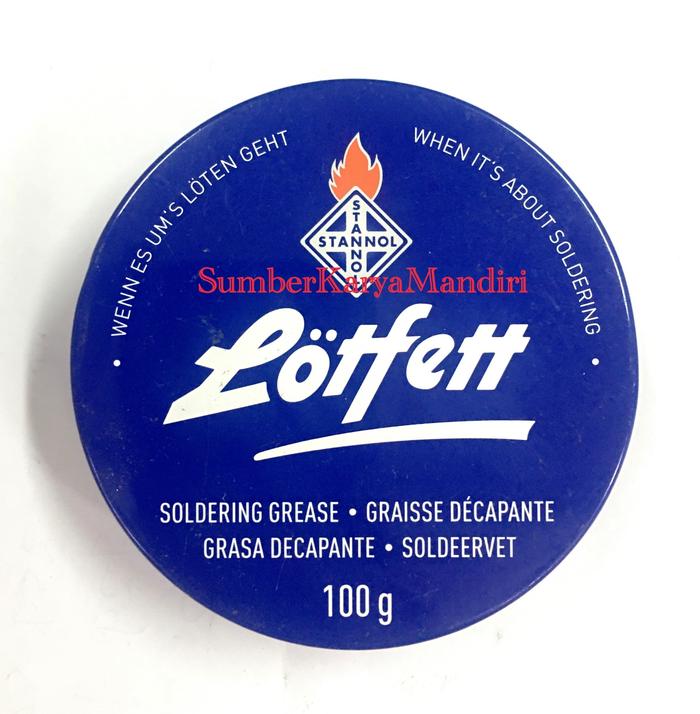 WENN ES UM'S LÖTEN GEHT
WHEN IT'S ABOUT SOLDERING
STANNOL
STANNOL
SumberKaryaMandiri
Lötfett
SOLDERING GREASE • GRAISSE DÉCAPANTE
GRASA DECAPANTE • SOLDEERVET
100 g